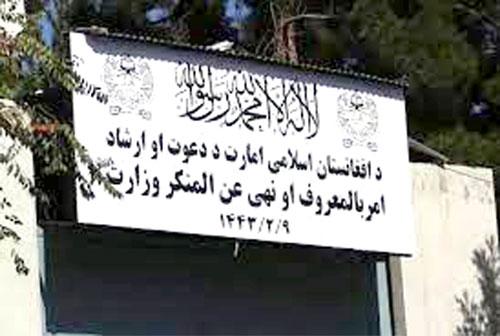 لا اله الا الله محمد رسول الله
د افغانستان اسلامی امارت د دعوت او ارشاد
امربالمعروف او نهی عن المنکر وزارت
۱۴۴۳/۲/۹